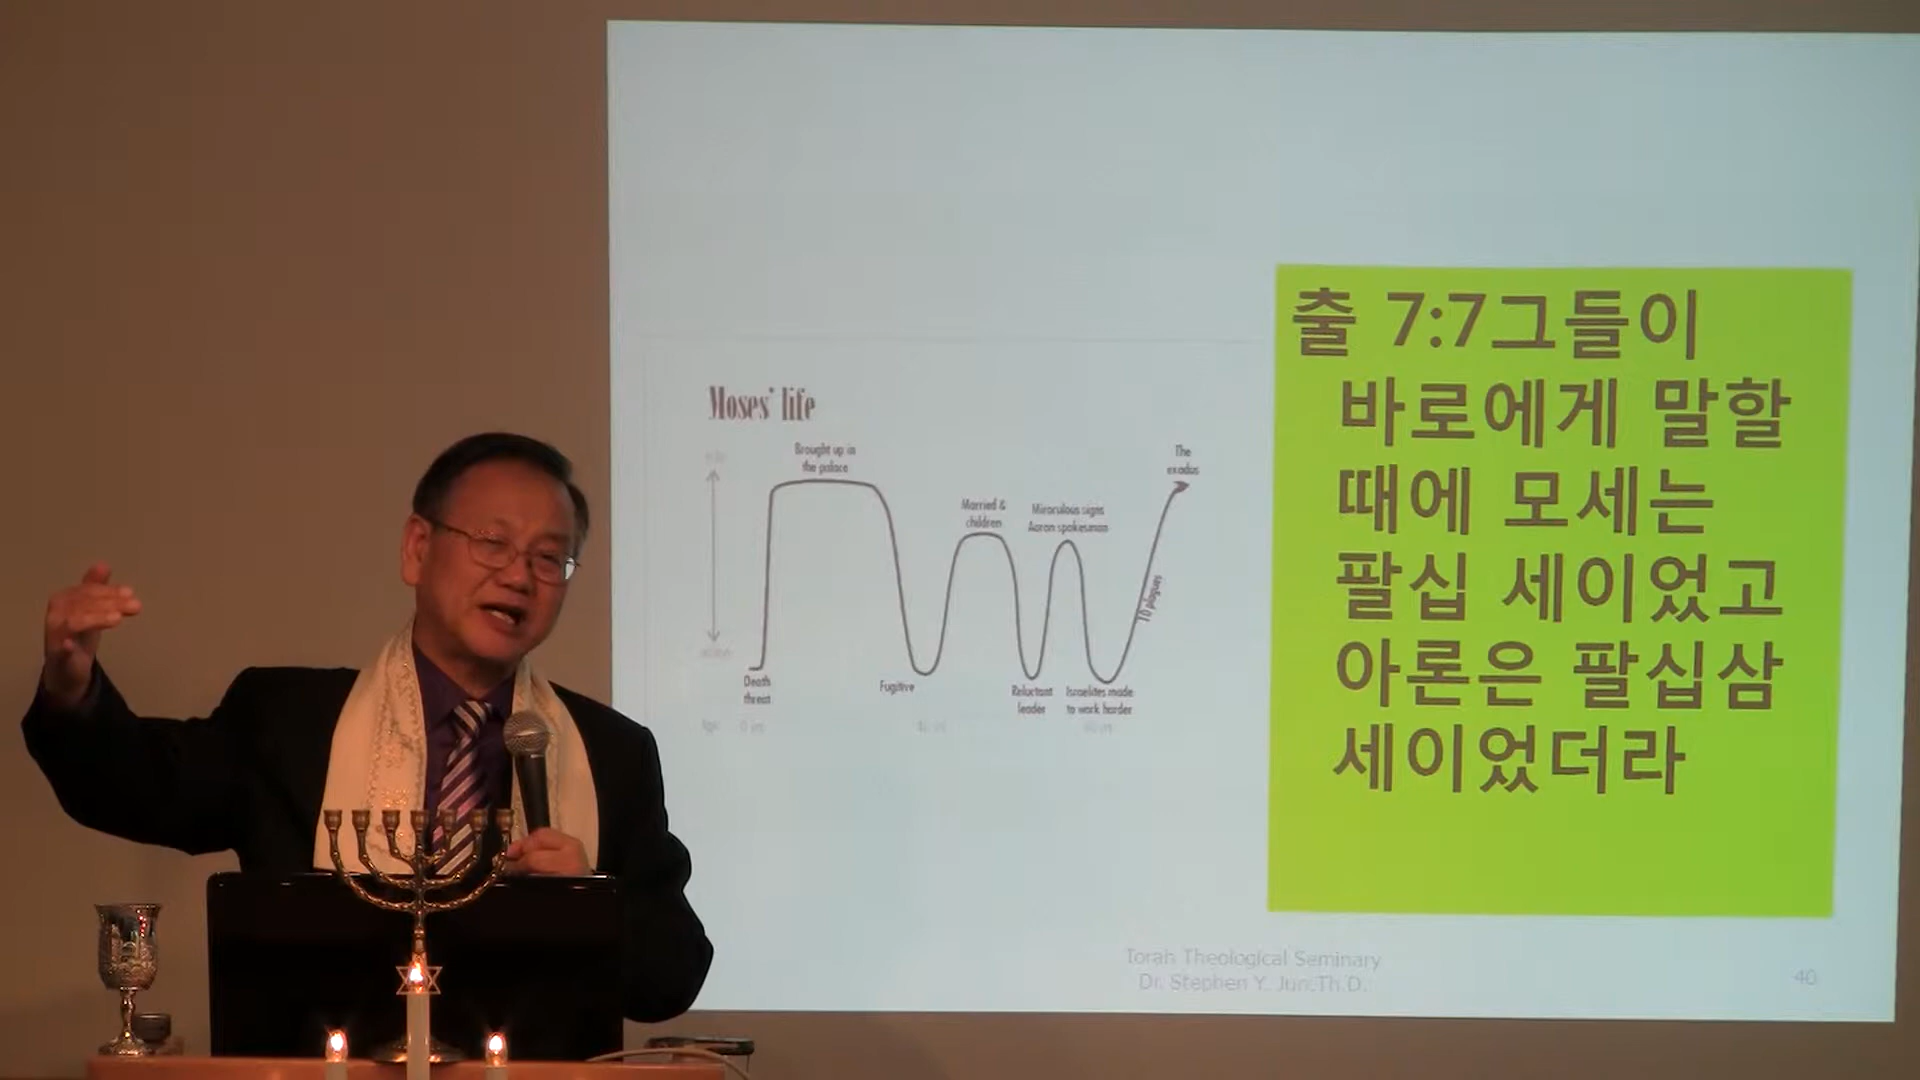 Moses' life
Brought up in
the palace
The
exodus
Married &
children
Miraculous signs
Aaron spokesman
10 plagues
Death
threat
Fugitive
Reluctant
leader
Israelites made
to work harder
출 7:7그들이
바로에게 말할
때에 모세는
팔십 세이었고
아론은 팔십삼
세이었더라
Torah Theological Seminary
Dr. Stephen Y. Jun.Th.D.
40